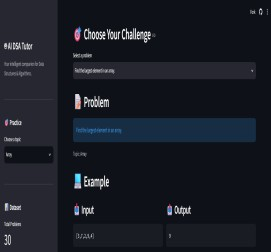 Fork
AI DSA Tutor
Your intelligent companion for Data
Structures & Algorithms.
Practice
Choose a topic
Array
Dataset
Total Problems
30
Choose Your Challenge
Select a problem
Find the largest element in an array.
Problem
Find the largest element in an array.
Topic: Array
Example
Input
Output